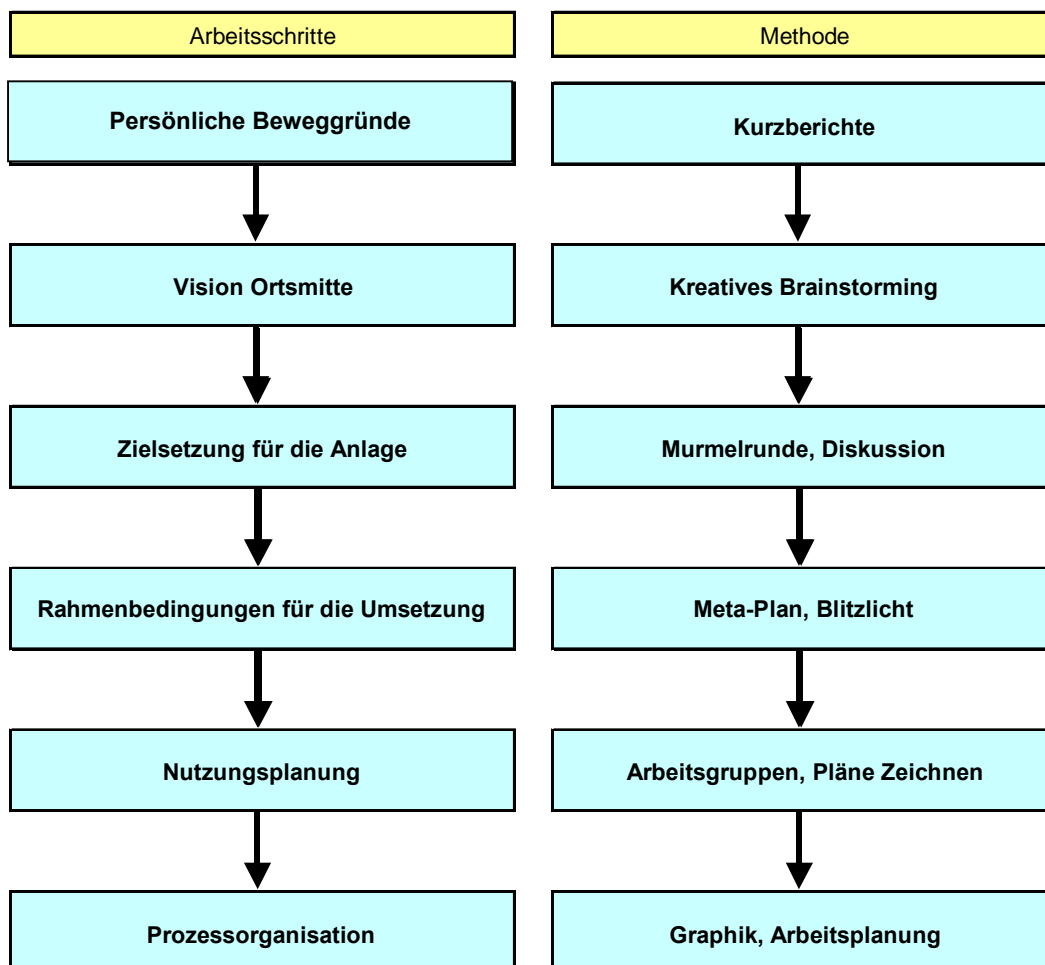 Arbeitsschritte
Methode
Persönliche Beweggründe
Kurzberichte
Vision Ortsmitte
Kreatives Brainstorming
Zielsetzung für die Anlage
Murmelrunde, Diskussion
Rahmenbedingungen für die Umsetzung
Meta-Plan, Blitzlicht
Nutzungsplanung
Arbeitsgruppen, Pläne Zeichnen
Prozessorganisation
Graphik, Arbeitsplanung